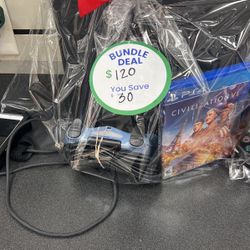 BUNDLE
DEAL
$120
You Save
$30
PS4
CIVILIZATION VI